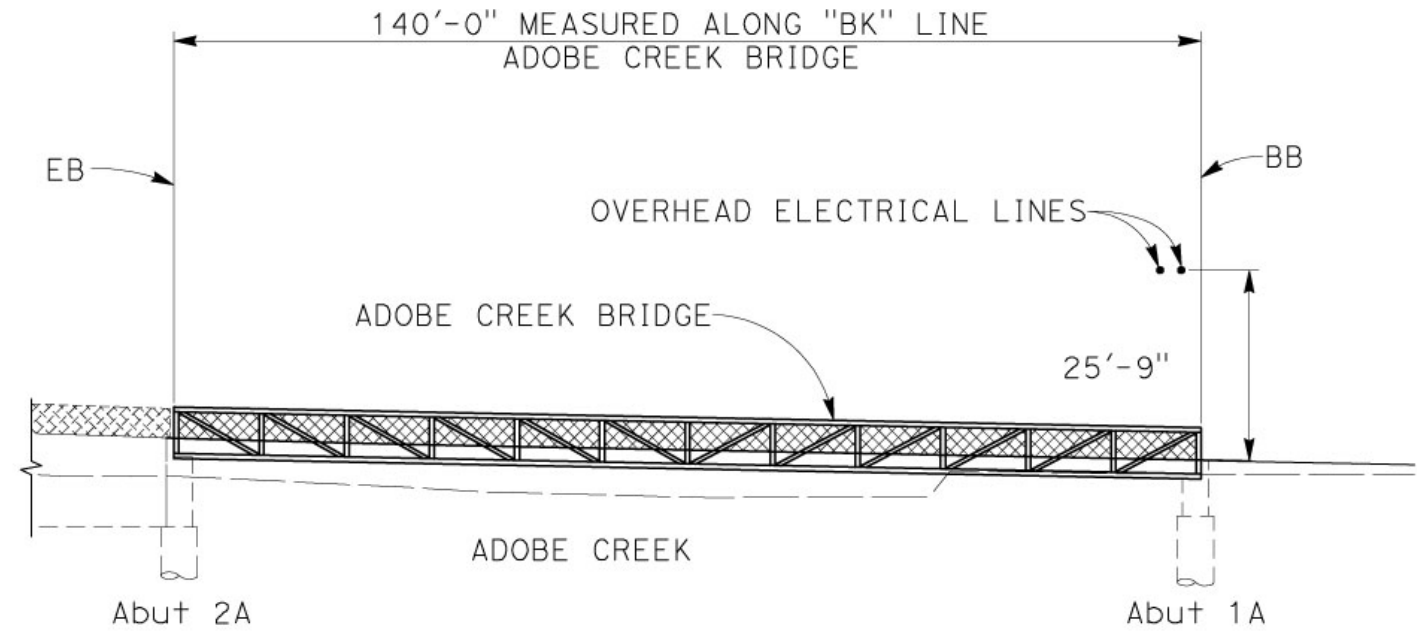 140'-0" MEASURED ALONG "BK" LINE
ADOBE CREEK BRIDGE
EB
BB
OVERHEAD ELECTRICAL LINES
ADOBE CREEK BRIDGE
25'-9"
ADOBE CREEK
Abut 2A
Abut 1A